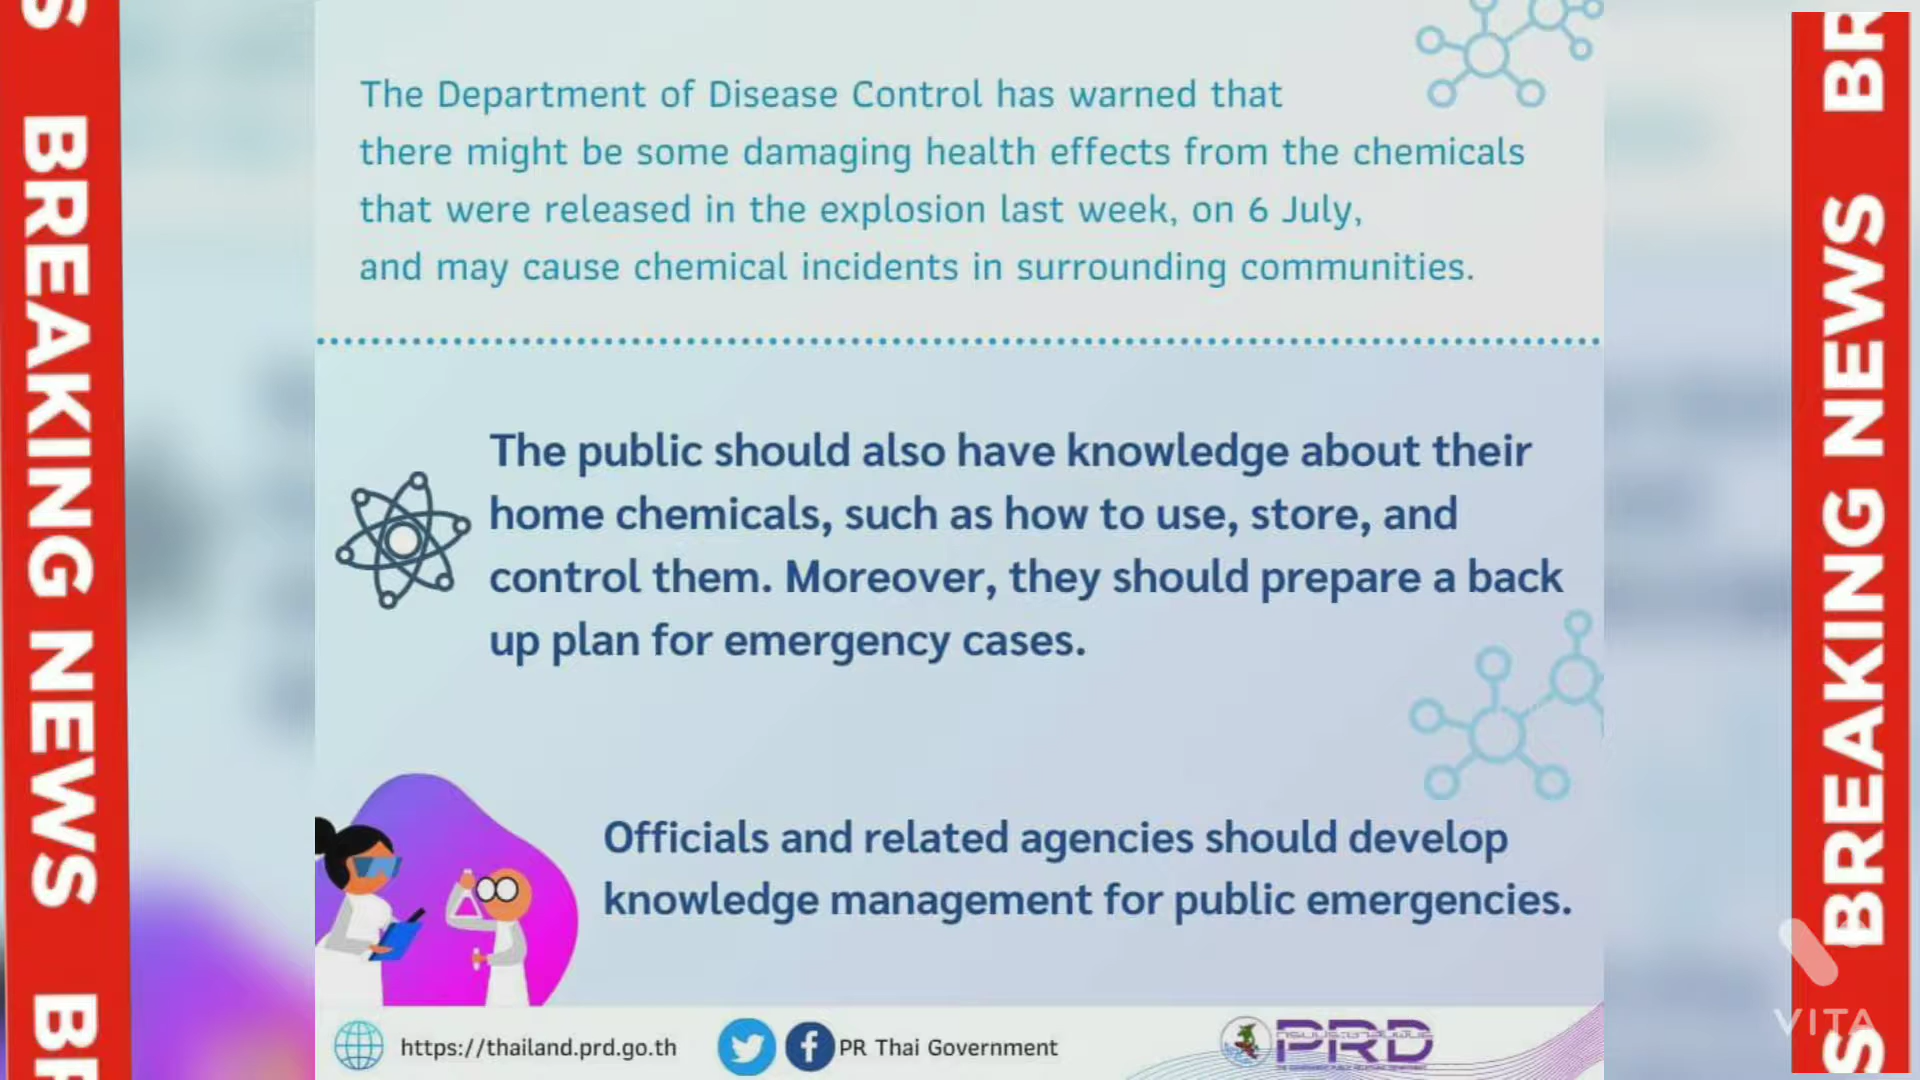 The Department of Disease Control has warned that
there might be some damaging health effects from the chemicals
that were released in the explosion last week, on 6 July,
and may cause chemical incidents in surrounding communities.
The public should also have knowledge about their
home chemicals, such as how to use, store, and
control them. Moreover, they should prepare a back
up plan for emergency cases.
Officials and related agencies should develop
knowledge management for public emergencies.
https://thailand.prd.go.th
PR Thai Government
PRD
BREAKING NEWS
BREAKING NEWS
VITA